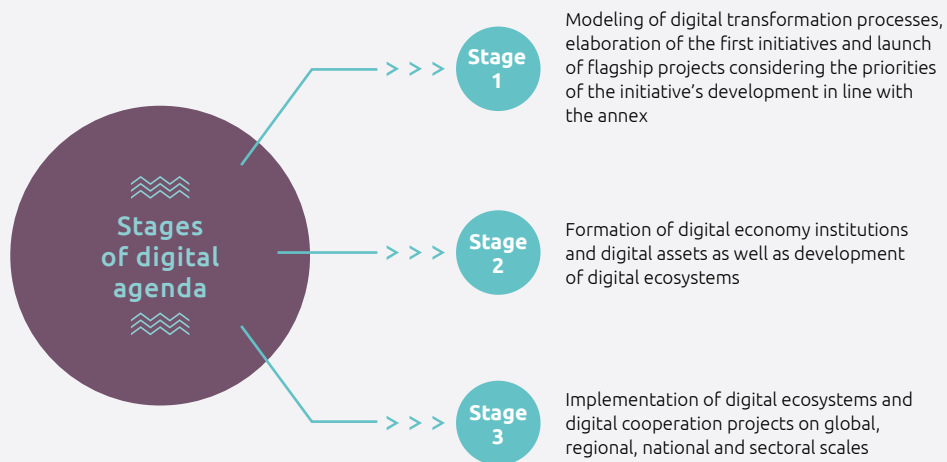 Stages
of digital
agenda
Stage
1
Modeling of digital transformation processes,
elaboration of the first initiatives and launch
of flagship projects considering the priorities
of the initiative’s development in line with
the annex
Stage
2
Formation of digital economy institutions
and digital assets as well as development
of digital ecosystems
Stage
3
Implementation of digital ecosystems and
digital cooperation projects on global,
regional, national and sectoral scales